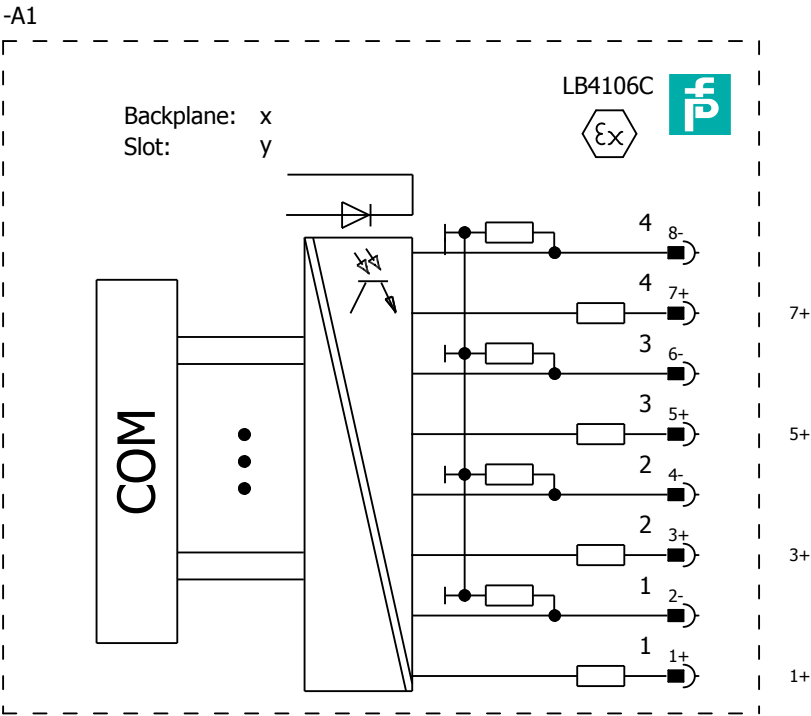 -A1
LB4106C
εx
Backplane: x
Slot: y
4 8-
4 7+ 7+
3 6-
3 5+ 5+
2 4-
2 3+ 3+
1 2-
1 1+ 1+
COM